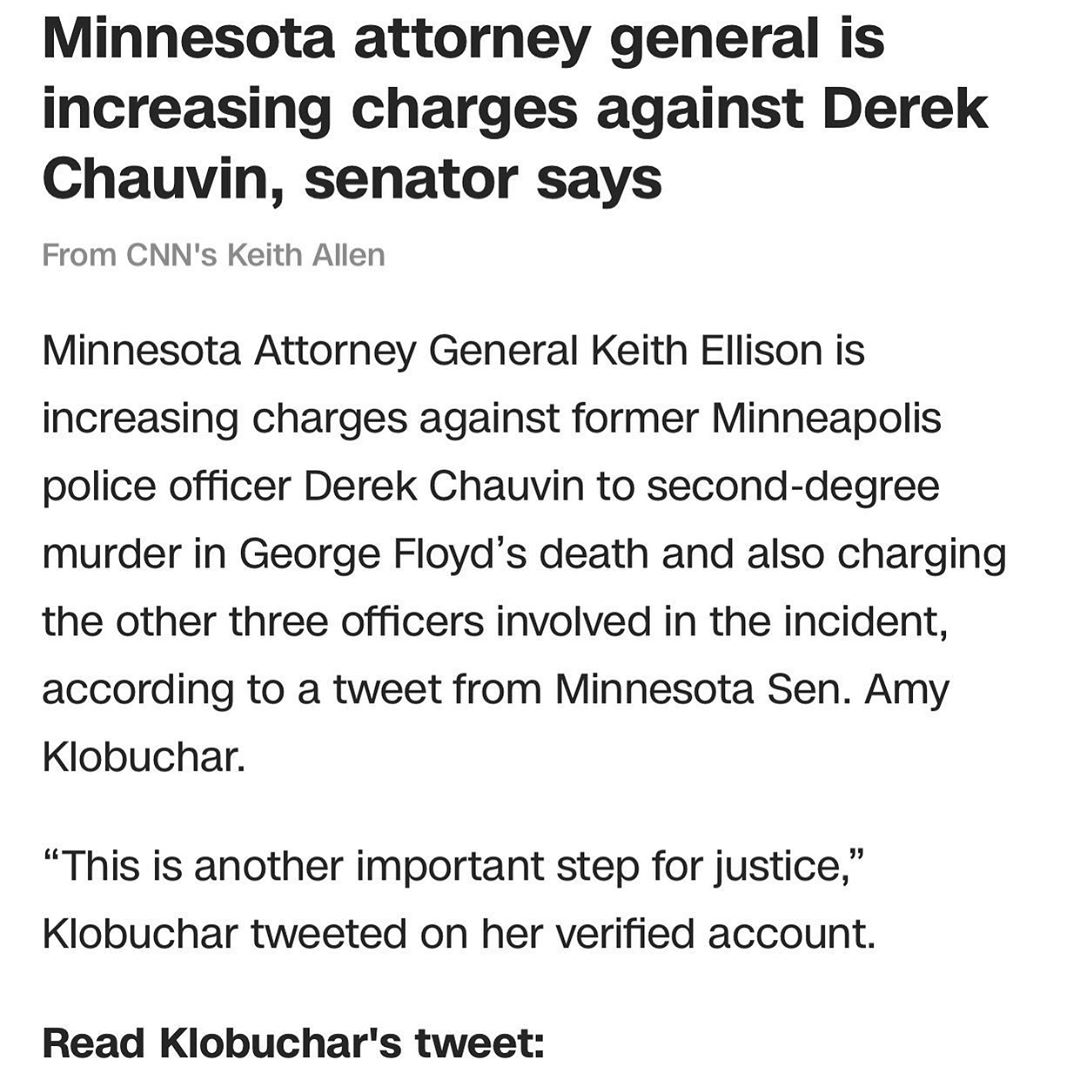 Minnesota attorney general is
increasing charges against Derek
Chauvin, senator says
From CNN's Keith Allen
Minnesota Attorney General Keith Ellison is
increasing charges against former Minneapolis
police officer Derek Chauvin to second-degree
murder in George Floyd’s death and also charging
the other three officers involved in the incident,
according to a tweet from Minnesota Sen. Amy
Klobuchar.
“This is another important step for justice,”
Klobuchar tweeted on her verified account.
Read Klobuchar's tweet: